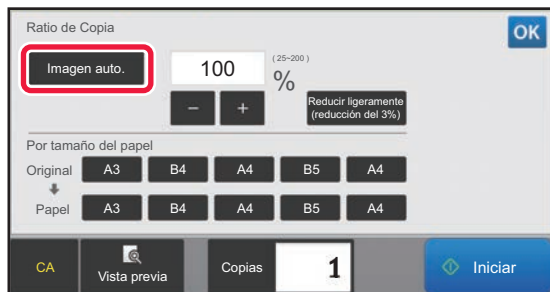 Ratio de Copia
OK
Imagen auto.
100
(25~200)
%
−
+
Reducir ligeramente
(reducción del 3%)
Por tamaño del papel
Original A3 B4 A4 B5 A4
Papel A3 B4 A4 B5 A4
CA
Vista previa
Copias
1
Iniciar